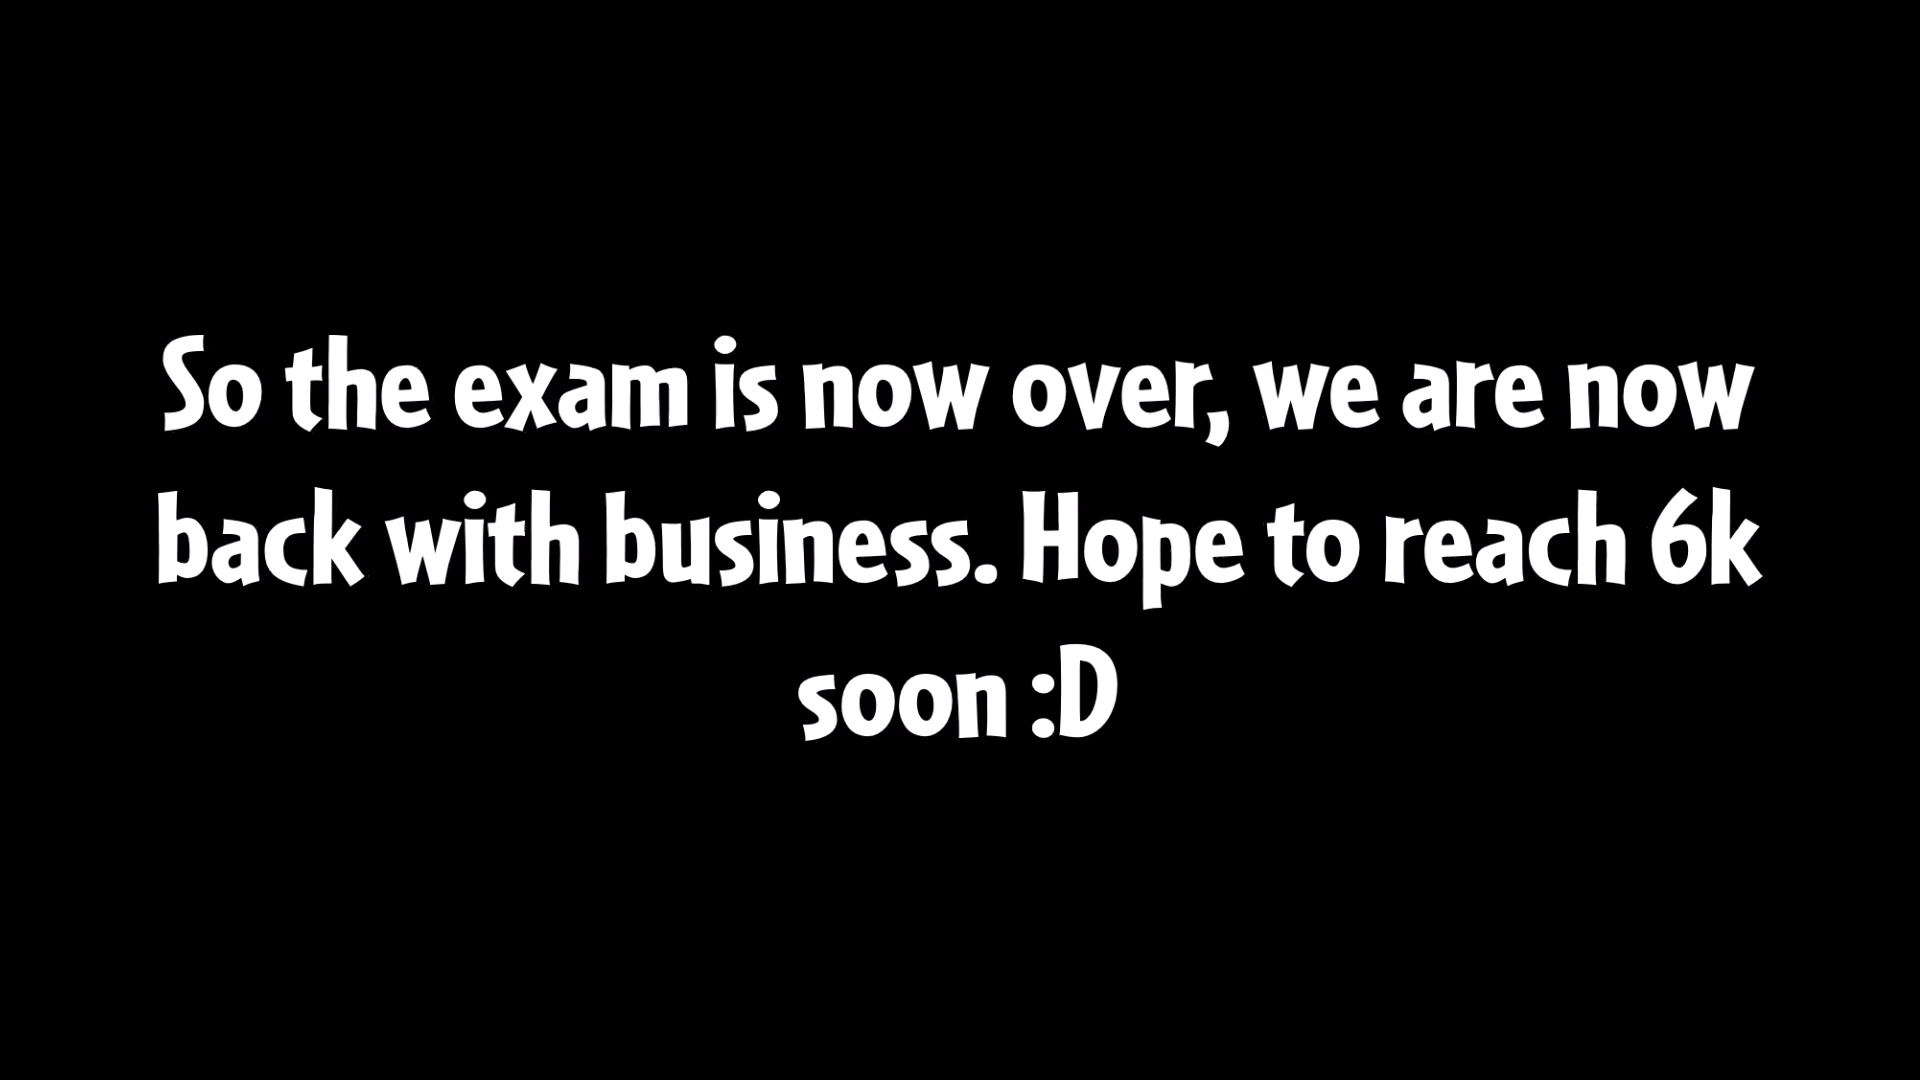 So the exam is now over, we are now
back with business. Hope to reach 6k
soon :D